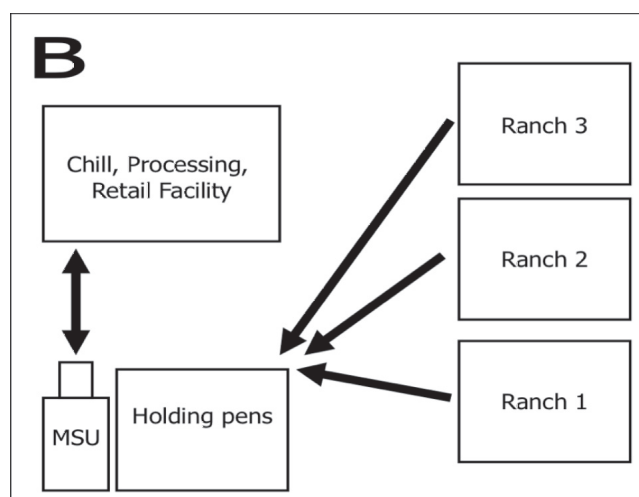 B
Chill, Processing,
Retail Facility
Ranch 3
Ranch 2
Ranch 1
MSU
Holding pens